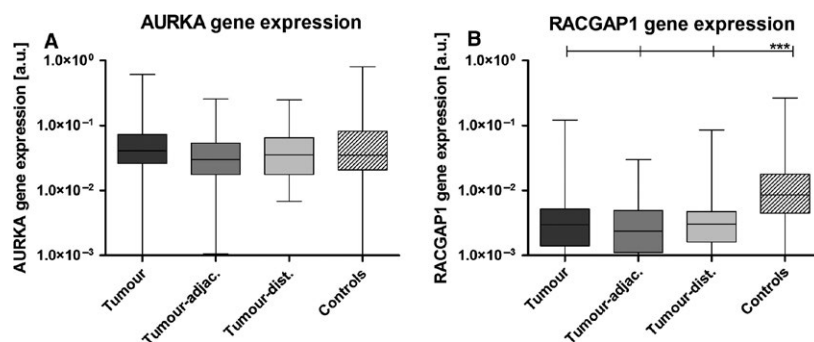 A
AURKA gene expression
AURKA gene expression [a.u.]
1.0×10⁰
1.0×10⁻¹
1.0×10⁻²
1.0×10⁻³
Tumour
Tumour-adjac.
Tumour-dist.
Controls
B
RACGAP1 gene expression
***
RACGAP1 gene expression [a.u.]
1.0×10⁰
1.0×10⁻¹
1.0×10⁻²
1.0×10⁻³
Tumour
Tumour-adjac.
Tumour-dist.
Controls